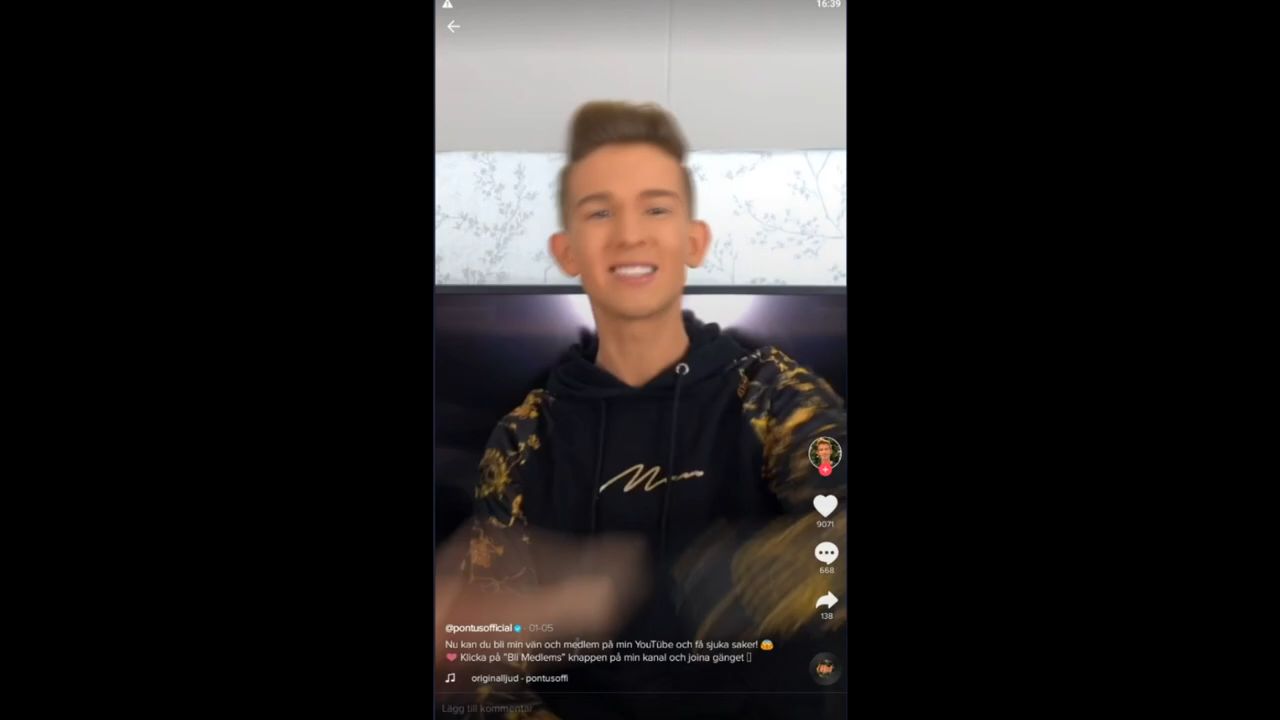 16:39
9071
668
138
@pontusofficial · 01-05
Nu kan du bli min vän och medlem på min YouTübe och få sjuka saker! 😱
❤️ Klicka på "Bli Medlems" knappen på min kanal och joina gänget
originalljud - pontusoffi
Lägg till kommentar